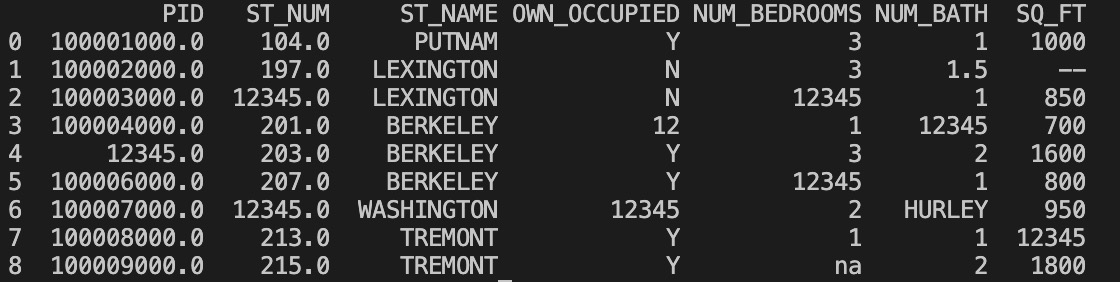 PID ST_NUM ST_NAME OWN_OCCUPIED NUM_BEDROOMS NUM_BATH SQ_FT
0 100001000.0 104.0 PUTNAM Y 3 1 1000
1 100002000.0 197.0 LEXINGTON N 3 1.5 --
2 100003000.0 12345.0 LEXINGTON N 12345 1 850
3 100004000.0 201.0 BERKELEY 12 1 12345 700
4 12345.0 203.0 BERKELEY Y 3 2 1600
5 100006000.0 207.0 BERKELEY Y 12345 1 800
6 100007000.0 12345.0 WASHINGTON 12345 2 HURLEY 950
7 100008000.0 213.0 TREMONT Y 1 1 12345
8 100009000.0 215.0 TREMONT Y na 2 1800